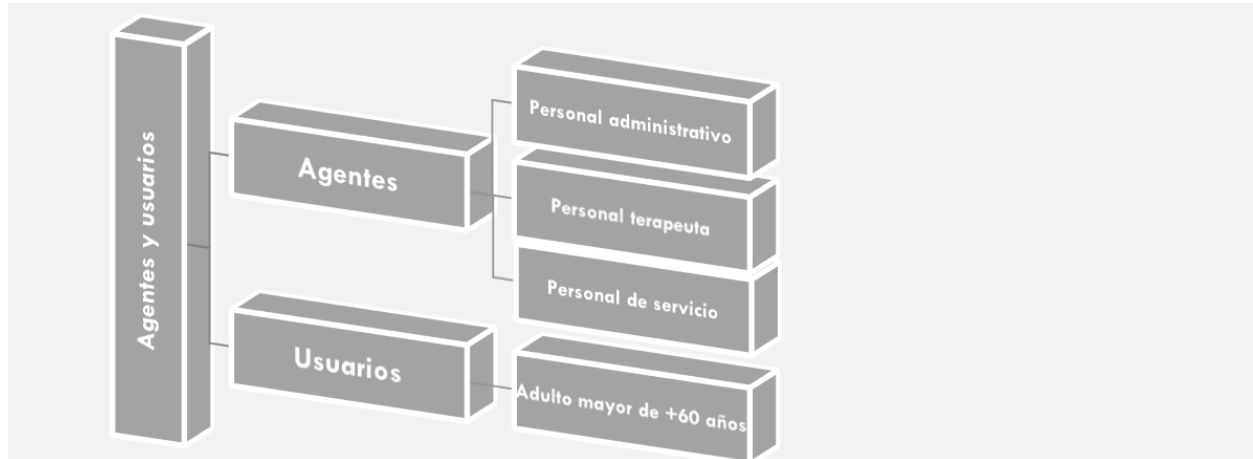 Agentes y usuarios
Agentes
Personal administrativo
Personal terapeuta
Personal de servicio
Usuarios
Adulto mayor de +60 años